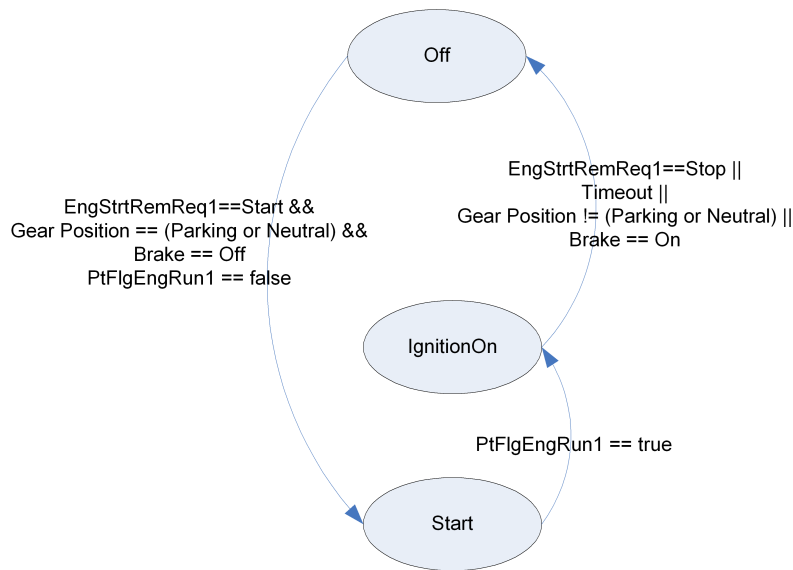 Off
EngStrtRemReq1==Stop ||
Timeout ||
Gear Position != (Parking or Neutral) ||
Brake == On
EngStrtRemReq1==Start &&
Gear Position == (Parking or Neutral) &&
Brake == Off
PtFlgEngRun1 == false
IgnitionOn
PtFlgEngRun1 == true
Start